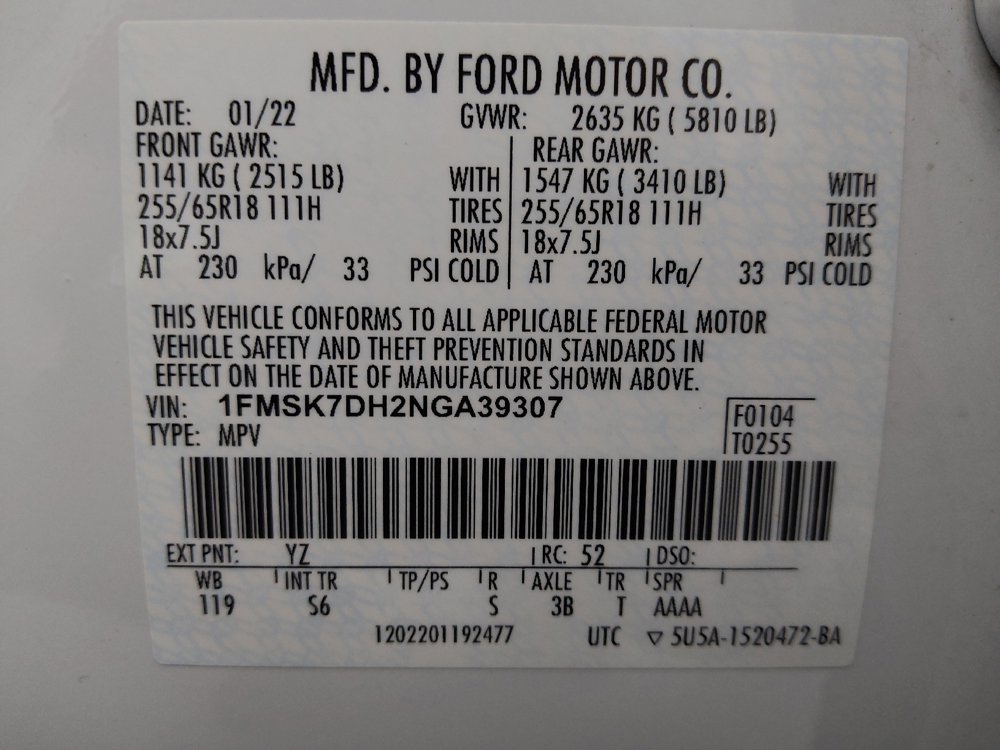 MFD. BY FORD MOTOR CO.
DATE: 01/22 GVWR: 2635 KG ( 5810 LB)
FRONT GAWR: REAR GAWR:
1141 KG ( 2515 LB) WITH 1547 KG ( 3410 LB) WITH
255/65R18 111H TIRES 255/65R18 111H TIRES
18x7.5J RIMS 18x7.5J RIMS
AT 230 kPa/ 33 PSI COLD AT 230 kPa/ 33 PSI COLD
THIS VEHICLE CONFORMS TO ALL APPLICABLE FEDERAL MOTOR
VEHICLE SAFETY AND THEFT PREVENTION STANDARDS IN
EFFECT ON THE DATE OF MANUFACTURE SHOWN ABOVE.
VIN: 1FMSK7DH2NGA39307 F0104
TYPE: MPV T0255
EXT PNT: YZ RC: 52 DSO:
WB INT TR TP/PS R AXLE TR SPR
119 S6 S 3B T AAAA
1202201192477 UTC ▽ 5U5A-1520472-BA